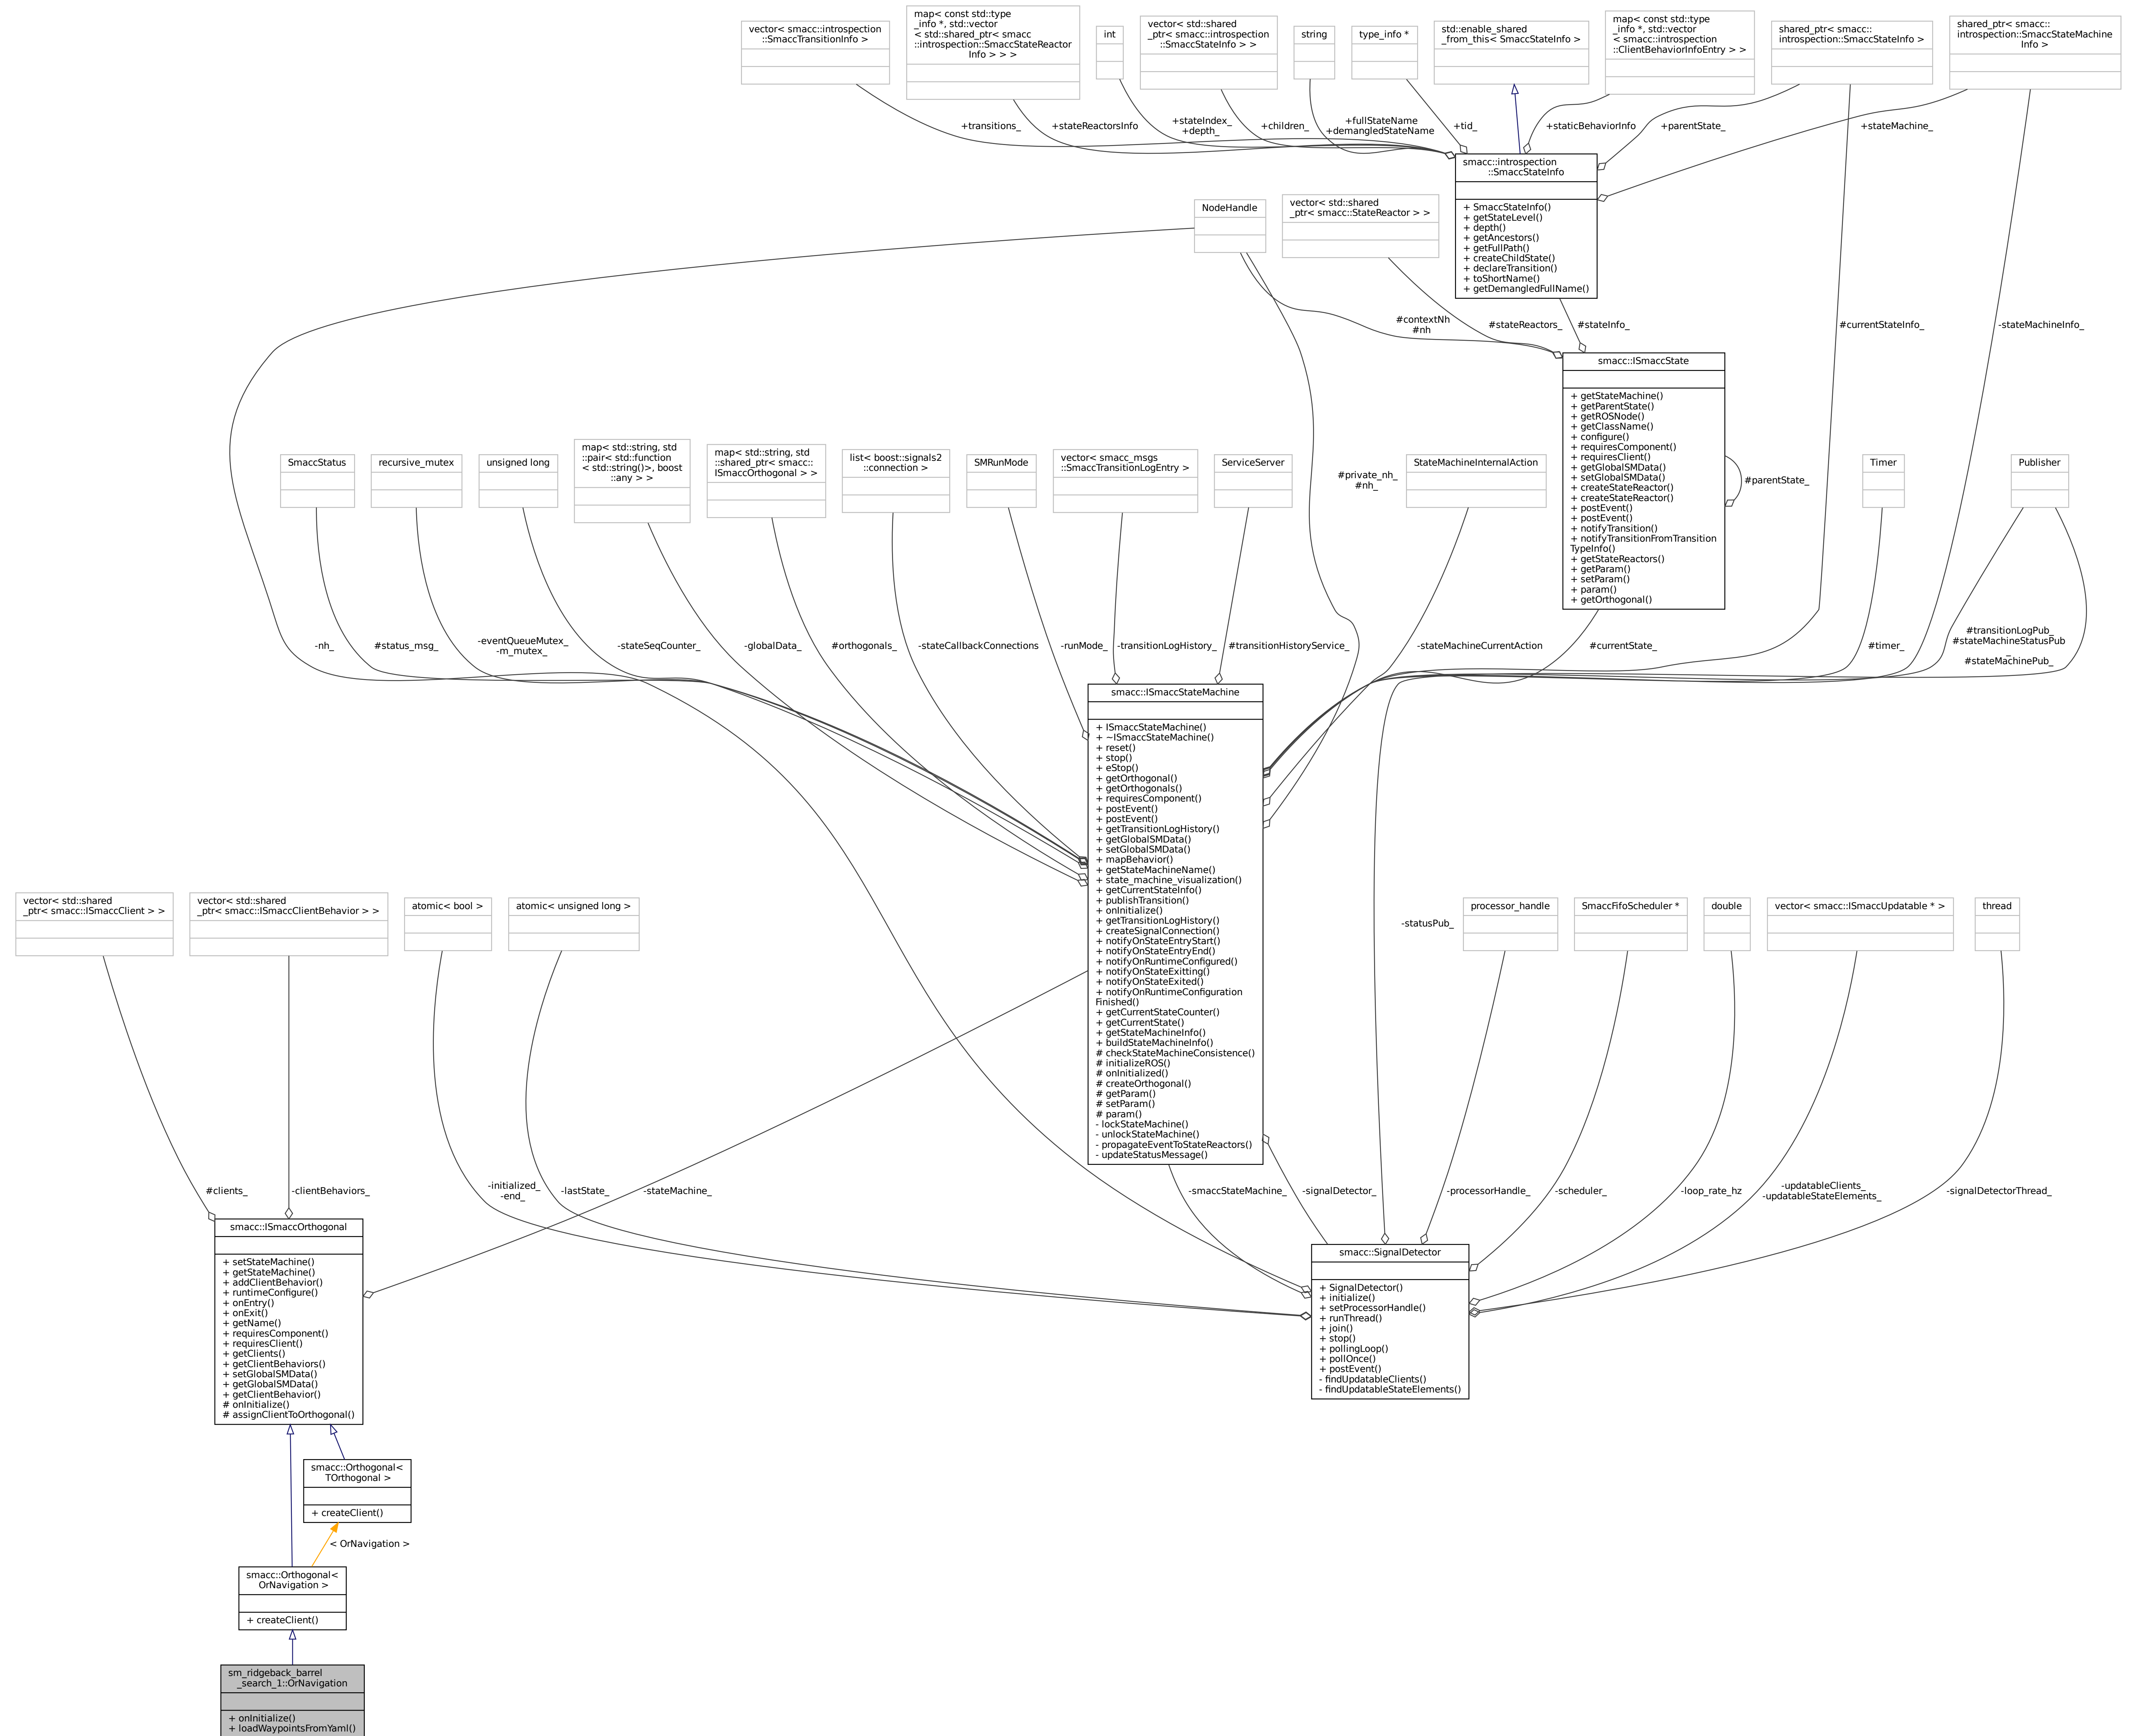 vector< smacc::introspection
::SmaccTransitionInfo >
map< const std::type
_info *, std::vector
< std::shared_ptr< smacc
::introspection::SmaccStateReactor
Info > > >
int
vector< std::shared
_ptr< smacc::introspection
::SmaccStateInfo > >
string
type_info *
std::enable_shared
_from_this< SmaccStateInfo >
map< const std::type
_info *, std::vector
< smacc::introspection
::ClientBehaviorInfoEntry > >
shared_ptr< smacc::
introspection::SmaccStateInfo >
shared_ptr< smacc::
introspection::SmaccStateMachine
Info >
+transitions_
+stateReactorsInfo
+stateIndex_
+depth_
+children_
+fullStateName
+demangledStateName
+tid_
+staticBehaviorInfo
+parentState_
+stateMachine_
smacc::introspection
::SmaccStateInfo
+ SmaccStateInfo()
+ getStateLevel()
+ depth()
+ getAncestors()
+ getFullPath()
+ createChildState()
+ declareTransition()
+ toShortName()
+ getDemangledFullName()
NodeHandle
vector< std::shared
_ptr< smacc::StateReactor > >
#contextNh
#nh
#stateReactors_
#stateInfo_
#currentStateInfo_
-stateMachineInfo_
smacc::ISmaccState
+ getStateMachine()
+ getParentState()
+ getROSNode()
+ getClassName()
+ configure()
+ requiresComponent()
+ requiresClient()
+ getGlobalSMData()
+ setGlobalSMData()
+ createStateReactor()
+ createStateReactor()
+ postEvent()
+ postEvent()
+ notifyTransition()
+ notifyTransitionFromTransition
TypeInfo()
+ getStateReactors()
+ getParam()
+ setParam()
+ param()
+ getOrthogonal()
#parentState_
SmaccStatus
recursive_mutex
unsigned long
map< std::string, std
::pair< std::function
< std::string()>, boost
::any > >
map< std::string, std
::shared_ptr< smacc::
ISmaccOrthogonal > >
list< boost::signals2
::connection >
SMRunMode
vector< smacc_msgs
::SmaccTransitionLogEntry >
ServiceServer
#private_nh_
#nh_
StateMachineInternalAction
Timer
Publisher
-nh_
#status_msg_
-eventQueueMutex_
-m_mutex_
-stateSeqCounter_
-globalData_
#orthogonals_
-stateCallbackConnections
-runMode_
-transitionLogHistory_
#transitionHistoryService_
-stateMachineCurrentAction
#currentState_
#timer_
#transitionLogPub_
#stateMachineStatusPub
_
#stateMachinePub_
smacc::ISmaccStateMachine
+ ISmaccStateMachine()
+ ~ISmaccStateMachine()
+ reset()
+ stop()
+ eStop()
+ getOrthogonal()
+ getOrthogonals()
+ requiresComponent()
+ postEvent()
+ postEvent()
+ getTransitionLogHistory()
+ getGlobalSMData()
+ setGlobalSMData()
+ mapBehavior()
+ getStateMachineName()
+ state_machine_visualization()
+ getCurrentStateInfo()
+ publishTransition()
+ onInitialize()
+ getTransitionLogHistory()
+ createSignalConnection()
+ notifyOnStateEntryStart()
+ notifyOnStateEntryEnd()
+ notifyOnRuntimeConfigured()
+ notifyOnStateExitting()
+ notifyOnStateExited()
+ notifyOnRuntimeConfiguration
Finished()
+ getCurrentStateCounter()
+ getCurrentState()
+ getStateMachineInfo()
+ buildStateMachineInfo()
# checkStateMachineConsistence()
# initializeROS()
# onInitialized()
# createOrthogonal()
# getParam()
# setParam()
# param()
- lockStateMachine()
- unlockStateMachine()
- propagateEventToStateReactors()
- updateStatusMessage()
vector< std::shared
_ptr< smacc::ISmaccClient > >
vector< std::shared
_ptr< smacc::ISmaccClientBehavior > >
atomic< bool >
atomic< unsigned long >
-statusPub_
processor_handle
SmaccFifoScheduler *
double
vector< smacc::ISmaccUpdatable * >
thread
#clients_
-clientBehaviors_
-initialized_
-end_
-lastState_
-stateMachine_
-smaccStateMachine_
-signalDetector_
-processorHandle_
-scheduler_
-loop_rate_hz
-updatableClients_
-updatableStateElements_
-signalDetectorThread_
smacc::ISmaccOrthogonal
+ setStateMachine()
+ getStateMachine()
+ addClientBehavior()
+ runtimeConfigure()
+ onEntry()
+ onExit()
+ getName()
+ requiresComponent()
+ requiresClient()
+ getClients()
+ getClientBehaviors()
+ setGlobalSMData()
+ getGlobalSMData()
+ getClientBehavior()
# onInitialize()
# assignClientToOrthogonal()
smacc::SignalDetector
+ SignalDetector()
+ initialize()
+ setProcessorHandle()
+ runThread()
+ join()
+ stop()
+ pollingLoop()
+ pollOnce()
+ postEvent()
- findUpdatableClients()
- findUpdatableStateElements()
smacc::Orthogonal<
TOrthogonal >
+ createClient()
< OrNavigation >
smacc::Orthogonal<
OrNavigation >
+ createClient()
sm_ridgeback_barrel
_search_1::OrNavigation
+ onInitialize()
+ loadWaypointsFromYaml()